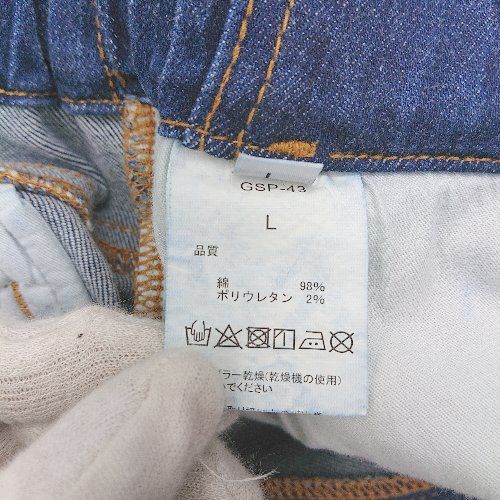 GSP-43
L
品質
綿 98%
ポリウレタン 2%
ラー乾燥(乾燥機の使用)
でください